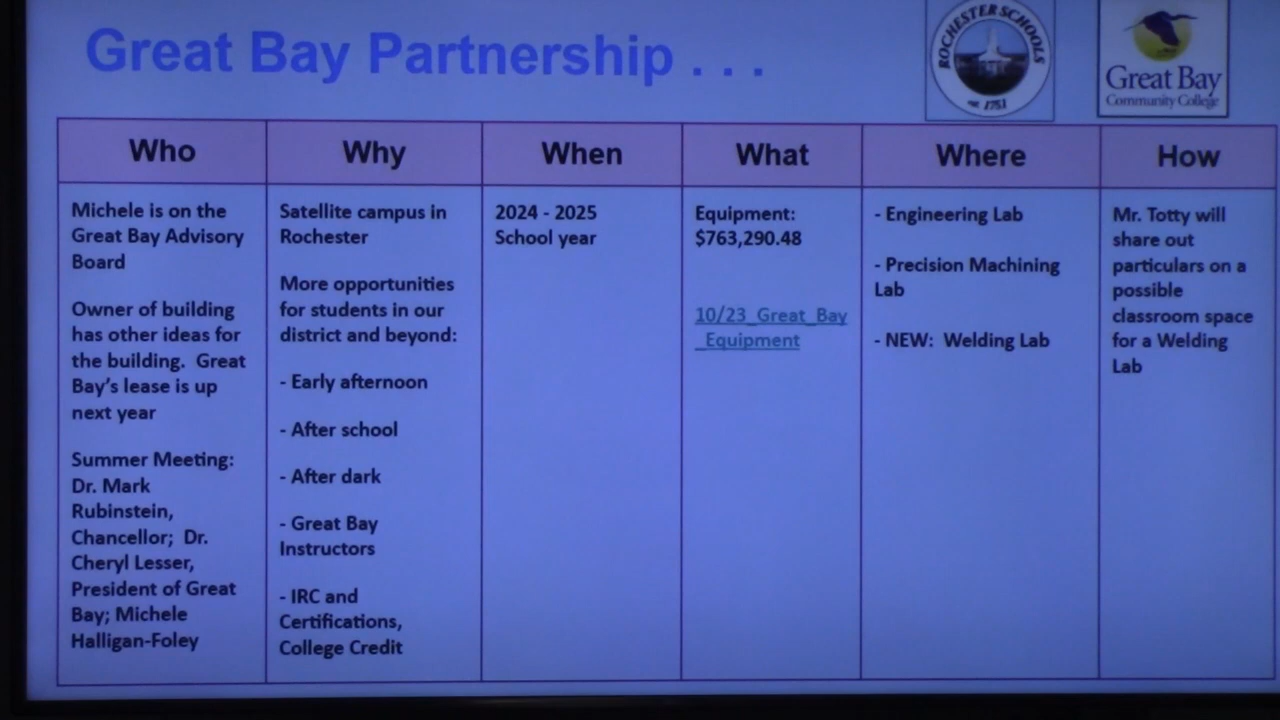 Great Bay Partnership . . .
ROCHESTER SCHOOLS
EST. 1751
Great Bay
Community College
Who
Why
When
What
Where
How
Michele is on the
Great Bay Advisory
Board
Owner of building
has other ideas for
the building.  Great
Bay's lease is up
next year
Summer Meeting:
Dr. Mark
Rubinstein,
Chancellor;  Dr.
Cheryl Lesser,
President of Great
Bay; Michele
Halligan-Foley
Satellite campus in
Rochester
More opportunities
for students in our
district and beyond:
- Early afternoon
- After school
- After dark
- Great Bay
Instructors
- IRC and
Certifications,
College Credit
2024 - 2025
School year
Equipment:
$763,290.48
10/23_Great_Bay
_Equipment
- Engineering Lab
- Precision Machining
Lab
- NEW:  Welding Lab
Mr. Totty will
share out
particulars on a
possible
classroom space
for a Welding
Lab